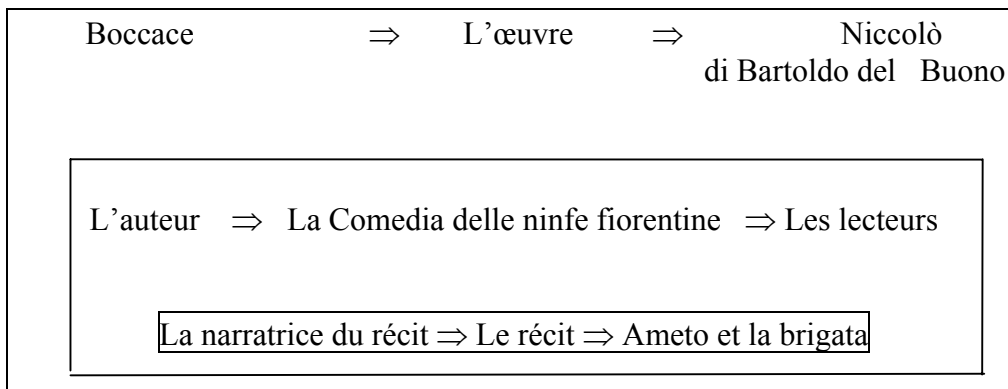 Boccace ⇒ L’œuvre ⇒ Niccolò
di Bartoldo del Buono
L’auteur ⇒ La Comedia delle ninfe fiorentine ⇒ Les lecteurs
La narratrice du récit ⇒ Le récit ⇒ Ameto et la brigata